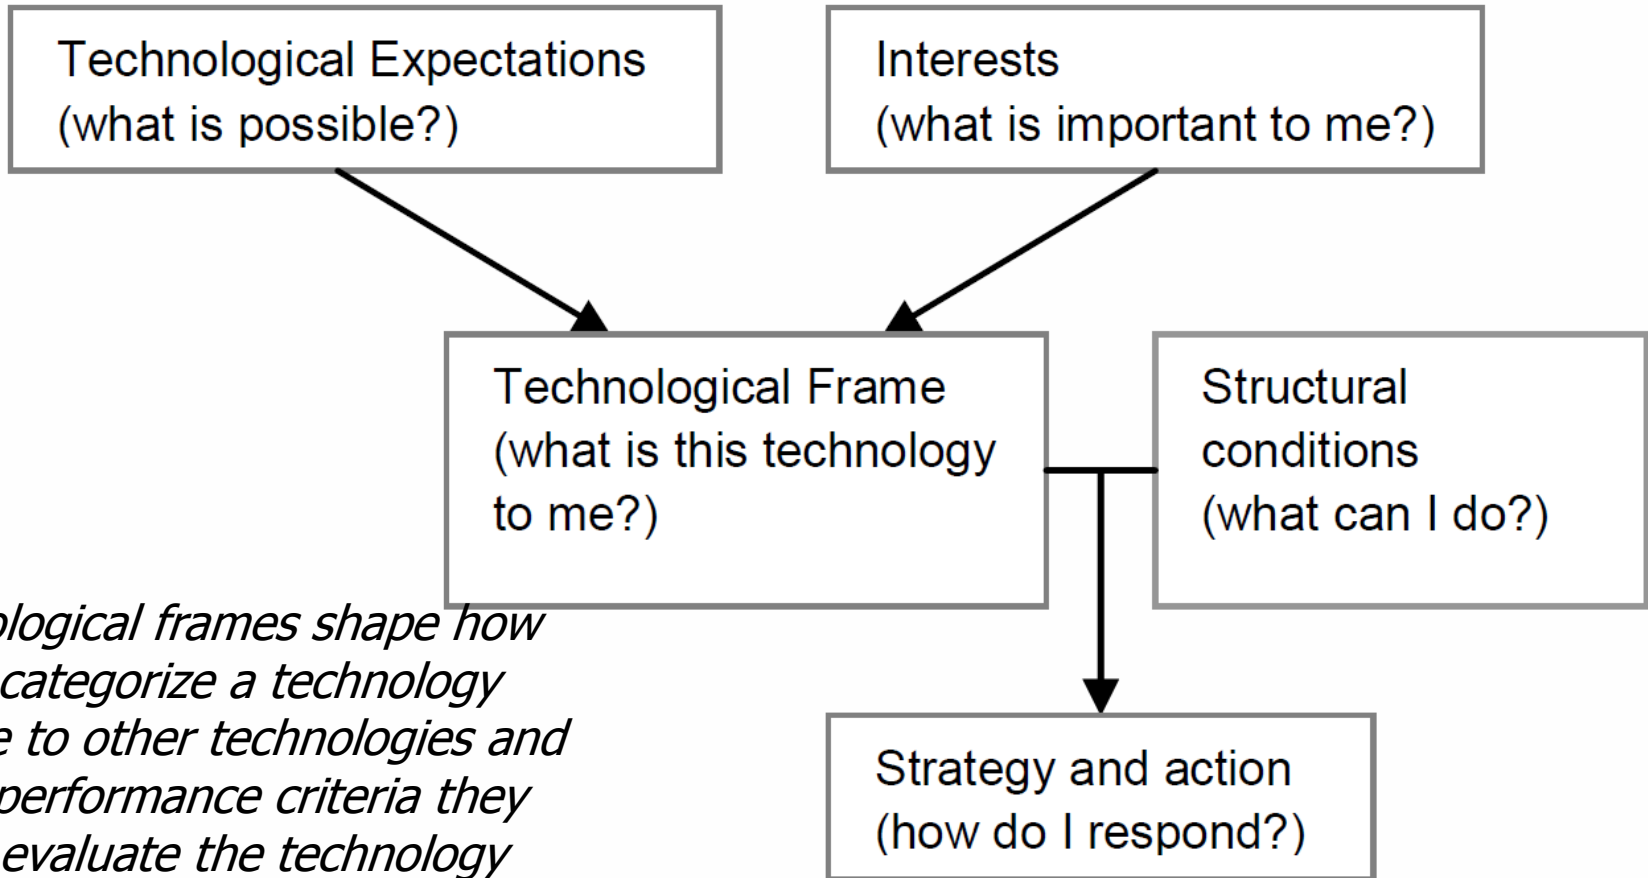 Technological Expectations
(what is possible?)
Interests
(what is important to me?)
Technological Frame
(what is this technology
to me?)
Structural
conditions
(what can I do?)
ological frames shape how
categorize a technology
e to other technologies and
performance criteria they
evaluate the technology
Strategy and action
(how do I respond?)